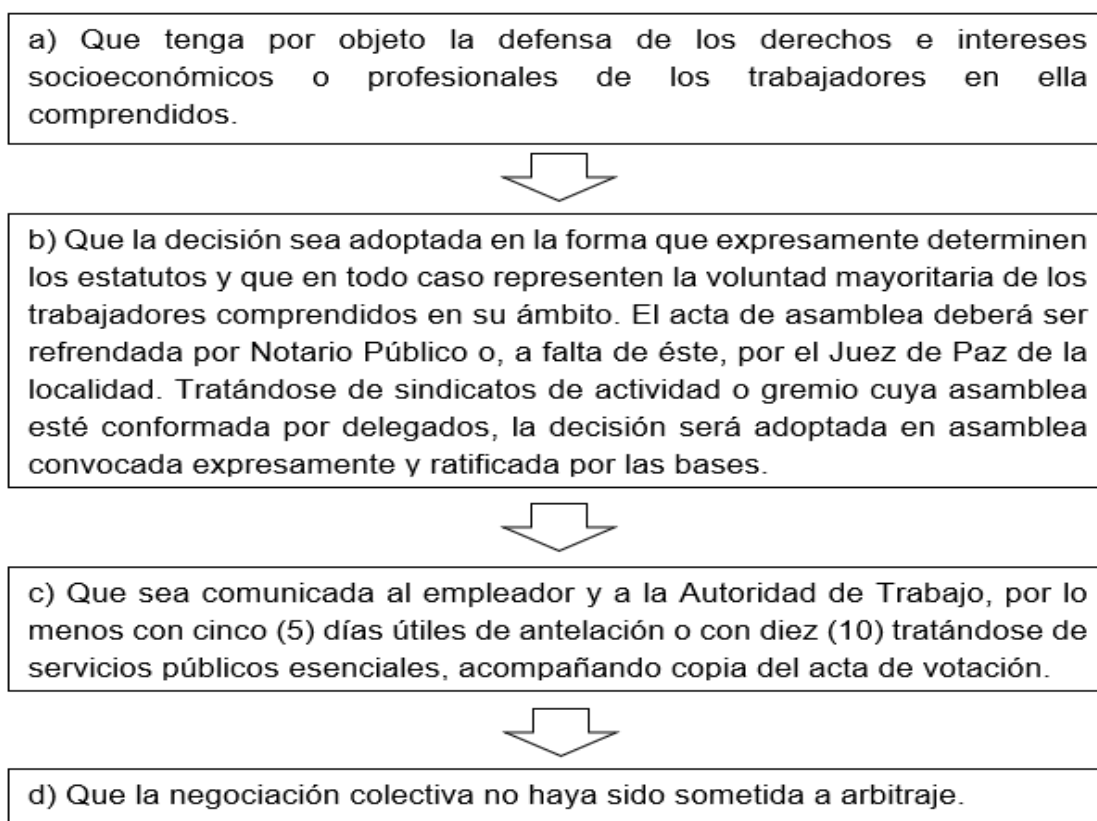 a) Que tenga por objeto la defensa de los derechos e intereses
socioeconómicos o profesionales de los trabajadores en ella
comprendidos.
b) Que la decisión sea adoptada en la forma que expresamente determinen
los estatutos y que en todo caso representen la voluntad mayoritaria de los
trabajadores comprendidos en su ámbito. El acta de asamblea deberá ser
refrendada por Notario Público o, a falta de éste, por el Juez de Paz de la
localidad. Tratándose de sindicatos de actividad o gremio cuya asamblea
esté conformada por delegados, la decisión será adoptada en asamblea
convocada expresamente y ratificada por las bases.
c) Que sea comunicada al empleador y a la Autoridad de Trabajo, por lo
menos con cinco (5) días útiles de antelación o con diez (10) tratándose de
servicios públicos esenciales, acompañando copia del acta de votación.
d) Que la negociación colectiva no haya sido sometida a arbitraje.